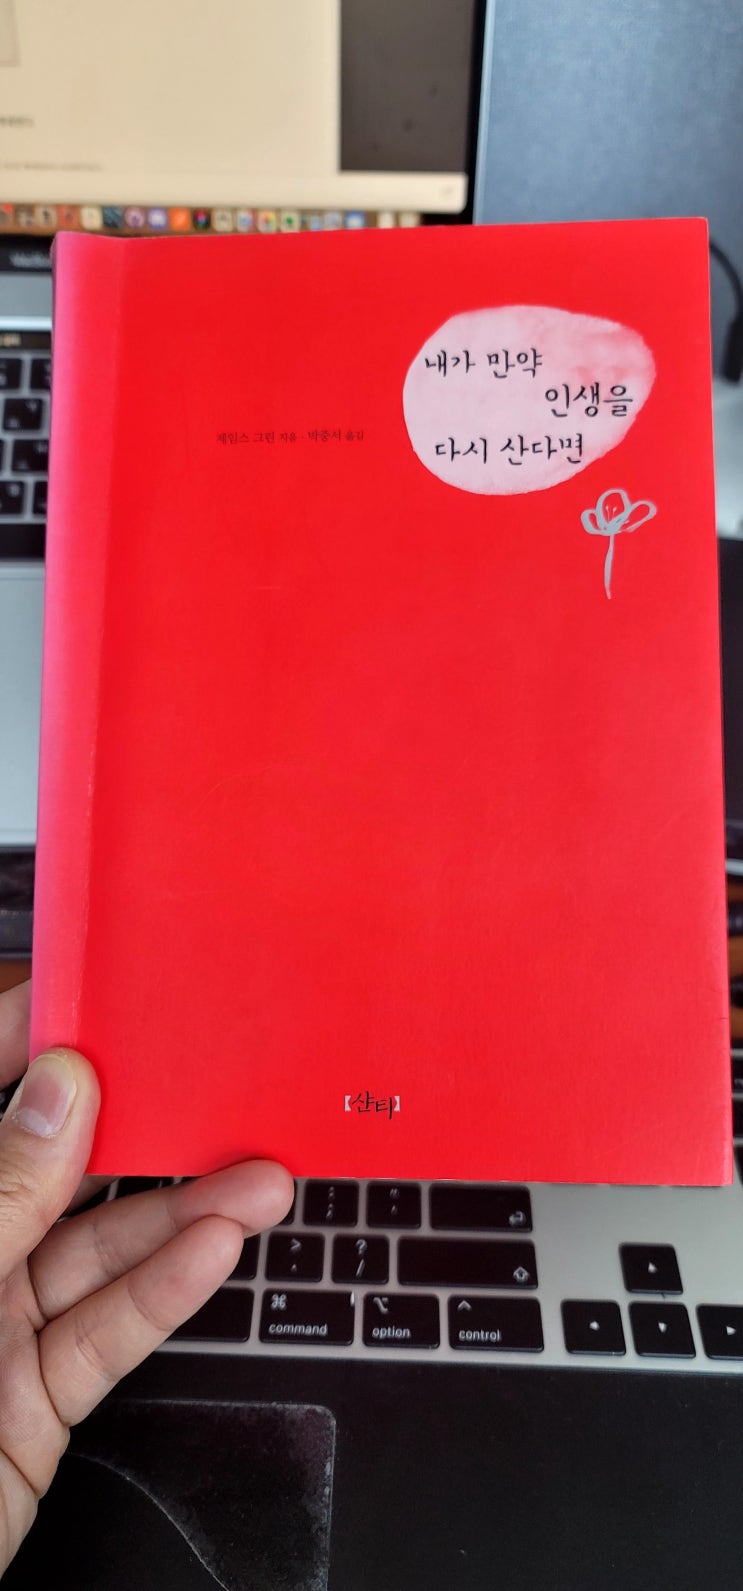 내가 만약
인생을
다시 산다면
제임스 그린 지음 · 박중서 옮김
【샨티】
:
;
"
'
>
.
?
/
⌘
command
⌥
option
^
control